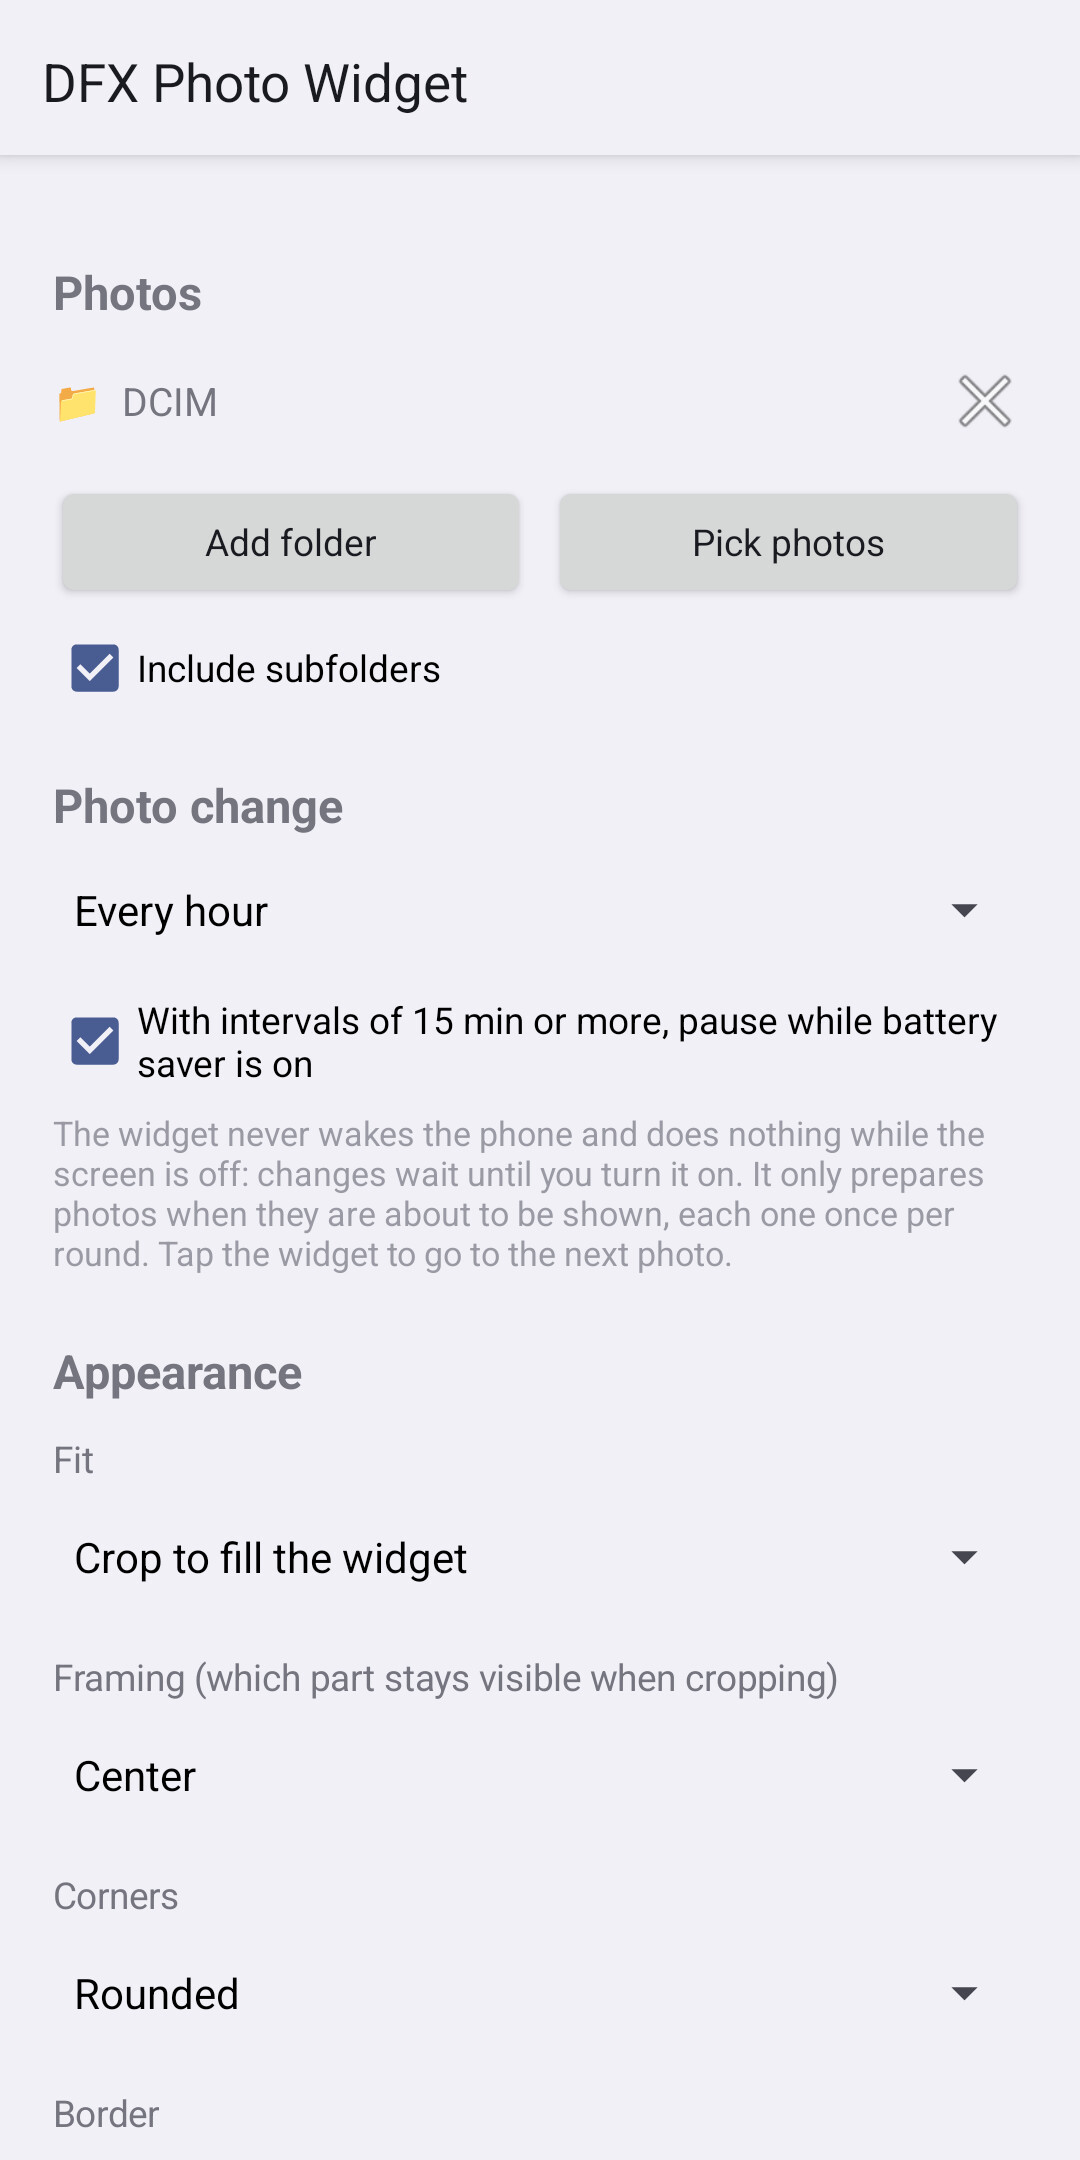 DFX Photo Widget
Photos
DCIM
Add folder
Pick photos
Include subfolders
Photo change
Every hour
With intervals of 15 min or more, pause while battery
saver is on
The widget never wakes the phone and does nothing while the
screen is off: changes wait until you turn it on. It only prepares
photos when they are about to be shown, each one once per
round. Tap the widget to go to the next photo.
Appearance
Fit
Crop to fill the widget
Framing (which part stays visible when cropping)
Center
Corners
Rounded
Border